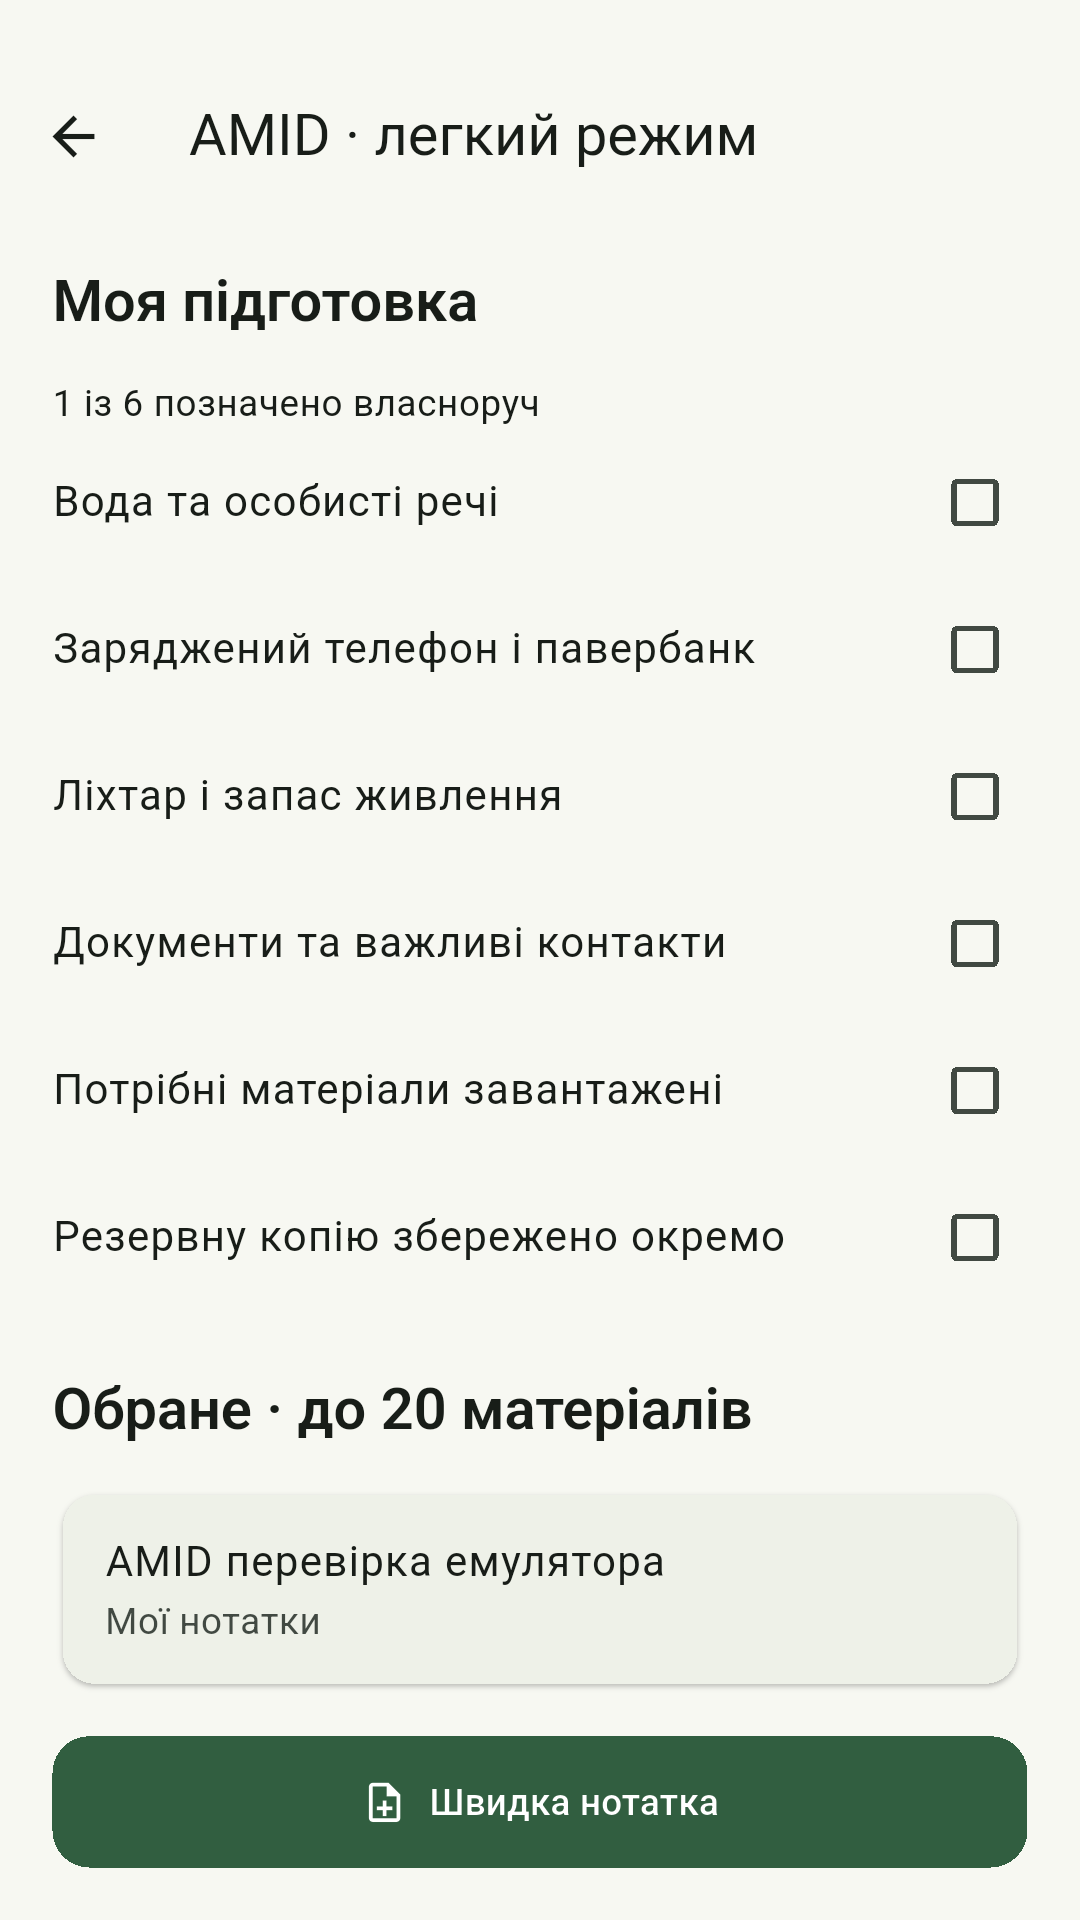 AMID · легкий режим
Моя підготовка
1 із 6 позначено власноруч
Вода та особисті речі
Заряджений телефон і павербанк
Ліхтар і запас живлення
Документи та важливі контакти
Потрібні матеріали завантажені
Резервну копію збережено окремо
Обране · до 20 матеріалів
AMID перевірка емулятора
Мої нотатки
Швидка нотатка